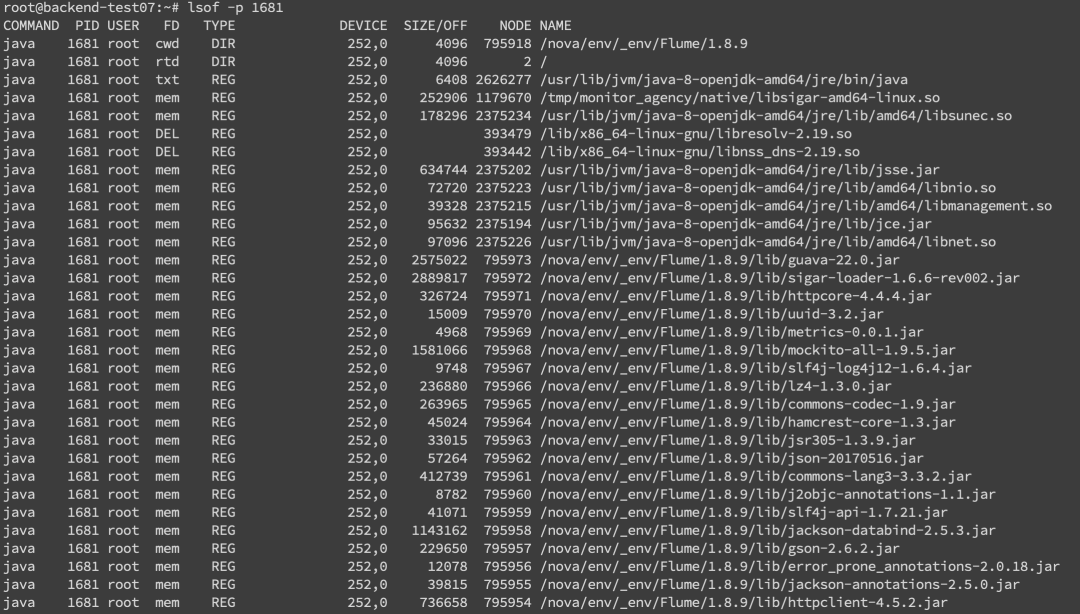 root@backend-test07:~# lsof -p 1681
COMMAND  PID USER   FD   TYPE             DEVICE  SIZE/OFF    NODE NAME
java    1681 root  cwd    DIR              252,0      4096  795918 /nova/env/_env/Flume/1.8.9
java    1681 root  rtd    DIR              252,0      4096       2 /
java    1681 root  txt    REG              252,0      6408 2626277 /usr/lib/jvm/java-8-openjdk-amd64/jre/bin/java
java    1681 root  mem    REG              252,0    252906 1179670 /tmp/monitor_agency/native/libsigar-amd64-linux.so
java    1681 root  mem    REG              252,0    178296 2375234 /usr/lib/jvm/java-8-openjdk-amd64/jre/lib/amd64/libsunec.so
java    1681 root  DEL    REG              252,0            393479 /lib/x86_64-linux-gnu/libresolv-2.19.so
java    1681 root  DEL    REG              252,0            393442 /lib/x86_64-linux-gnu/libnss_dns-2.19.so
java    1681 root  mem    REG              252,0    634744 2375202 /usr/lib/jvm/java-8-openjdk-amd64/jre/lib/jsse.jar
java    1681 root  mem    REG              252,0     72720 2375223 /usr/lib/jvm/java-8-openjdk-amd64/jre/lib/amd64/libnio.so
java    1681 root  mem    REG              252,0     39328 2375215 /usr/lib/jvm/java-8-openjdk-amd64/jre/lib/amd64/libmanagement.so
java    1681 root  mem    REG              252,0     95632 2375194 /usr/lib/jvm/java-8-openjdk-amd64/jre/lib/jce.jar
java    1681 root  mem    REG              252,0     97096 2375226 /usr/lib/jvm/java-8-openjdk-amd64/jre/lib/amd64/libnet.so
java    1681 root  mem    REG              252,0   2575022  795973 /nova/env/_env/Flume/1.8.9/lib/guava-22.0.jar
java    1681 root  mem    REG              252,0   2889817  795972 /nova/env/_env/Flume/1.8.9/lib/sigar-loader-1.6.6-rev002.jar
java    1681 root  mem    REG              252,0    326724  795971 /nova/env/_env/Flume/1.8.9/lib/httpcore-4.4.4.jar
java    1681 root  mem    REG              252,0     15009  795970 /nova/env/_env/Flume/1.8.9/lib/uuid-3.2.jar
java    1681 root  mem    REG              252,0      4968  795969 /nova/env/_env/Flume/1.8.9/lib/metrics-0.0.1.jar
java    1681 root  mem    REG              252,0   1581066  795968 /nova/env/_env/Flume/1.8.9/lib/mockito-all-1.9.5.jar
java    1681 root  mem    REG              252,0      9748  795967 /nova/env/_env/Flume/1.8.9/lib/slf4j-log4j12-1.6.4.jar
java    1681 root  mem    REG              252,0    236880  795966 /nova/env/_env/Flume/1.8.9/lib/lz4-1.3.0.jar
java    1681 root  mem    REG              252,0    263965  795965 /nova/env/_env/Flume/1.8.9/lib/commons-codec-1.9.jar
java    1681 root  mem    REG              252,0     45024  795964 /nova/env/_env/Flume/1.8.9/lib/hamcrest-core-1.3.jar
java    1681 root  mem    REG              252,0     33015  795963 /nova/env/_env/Flume/1.8.9/lib/jsr305-1.3.9.jar
java    1681 root  mem    REG              252,0     57264  795962 /nova/env/_env/Flume/1.8.9/lib/json-20170516.jar
java    1681 root  mem    REG              252,0    412739  795961 /nova/env/_env/Flume/1.8.9/lib/commons-lang3-3.3.2.jar
java    1681 root  mem    REG              252,0      8782  795960 /nova/env/_env/Flume/1.8.9/lib/j2objc-annotations-1.1.jar
java    1681 root  mem    REG              252,0     41071  795959 /nova/env/_env/Flume/1.8.9/lib/slf4j-api-1.7.21.jar
java    1681 root  mem    REG              252,0   1143162  795958 /nova/env/_env/Flume/1.8.9/lib/jackson-databind-2.5.3.jar
java    1681 root  mem    REG              252,0    229650  795957 /nova/env/_env/Flume/1.8.9/lib/gson-2.6.2.jar
java    1681 root  mem    REG              252,0     12078  795956 /nova/env/_env/Flume/1.8.9/lib/error_prone_annotations-2.0.18.jar
java    1681 root  mem    REG              252,0     39815  795955 /nova/env/_env/Flume/1.8.9/lib/jackson-annotations-2.5.0.jar
java    1681 root  mem    REG              252,0    736658  795954 /nova/env/_env/Flume/1.8.9/lib/httpclient-4.5.2.jar